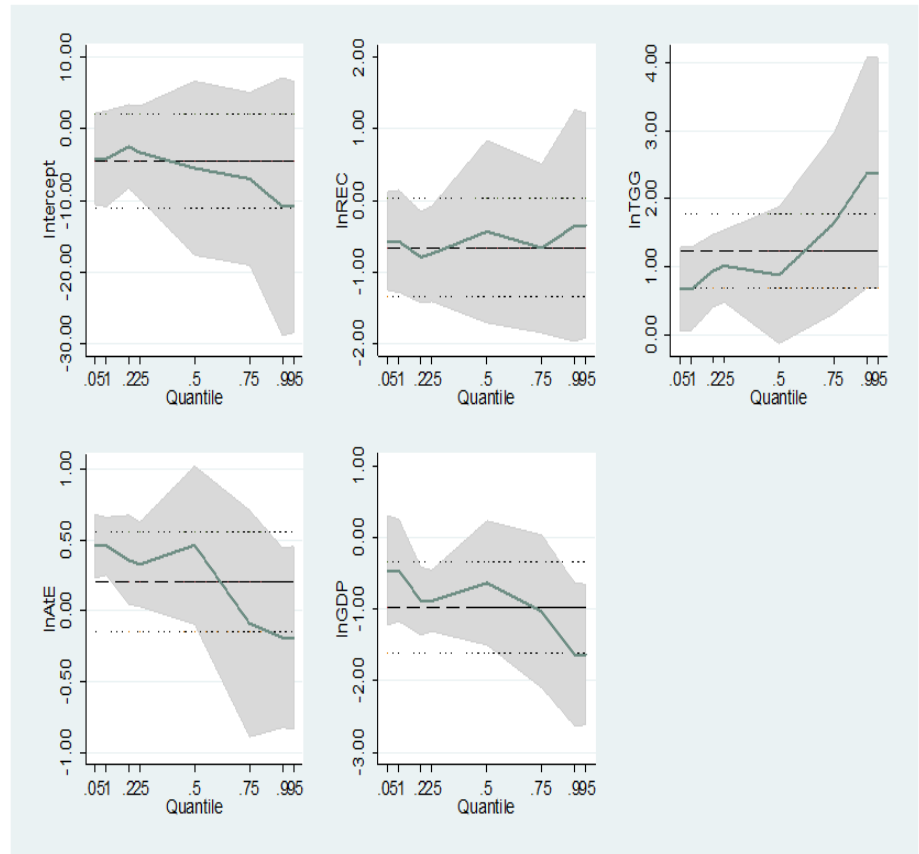 Intercept
10.00
0.00
-10.00
-20.00
-30.00
.051 .225 .5 .75 .995
Quantile
lnREC
2.00
1.00
0.00
-1.00
-2.00
.051 .225 .5 .75 .995
Quantile
lnTGG
4.00
3.00
2.00
1.00
0.00
.051 .225 .5 .75 .995
Quantile
lnAtE
1.00
0.50
0.00
-0.50
-1.00
.051 .225 .5 .75 .995
Quantile
lnGDP
1.00
0.00
-1.00
-2.00
-3.00
.051 .225 .5 .75 .995
Quantile